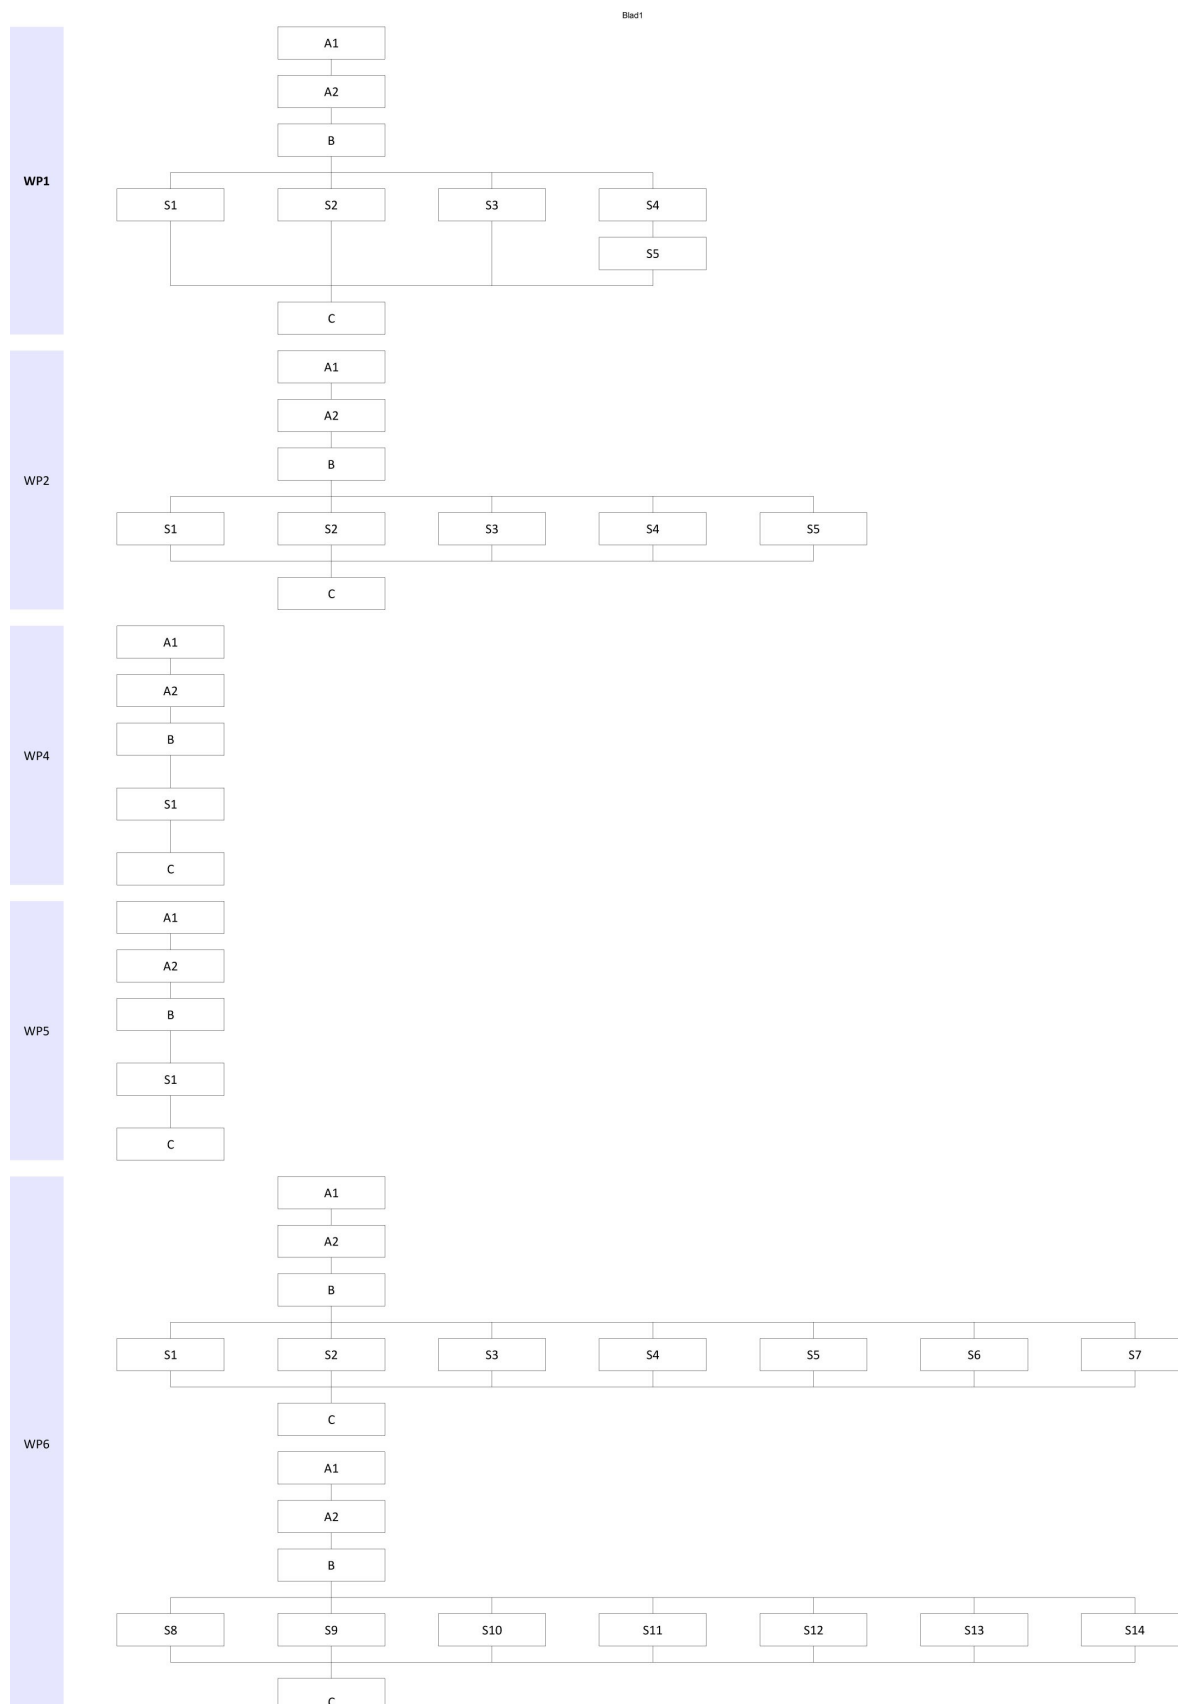 Blad1
WP1
A1
A2
B
S1 S2 S3 S4
S5
C
WP2
A1
A2
B
S1 S2 S3 S4 S5
C
WP4
A1
A2
B
S1
C
WP5
A1
A2
B
S1
C
WP6
A1
A2
B
S1 S2 S3 S4 S5 S6 S7
C
A1
A2
B
S8 S9 S10 S11 S12 S13 S14
C